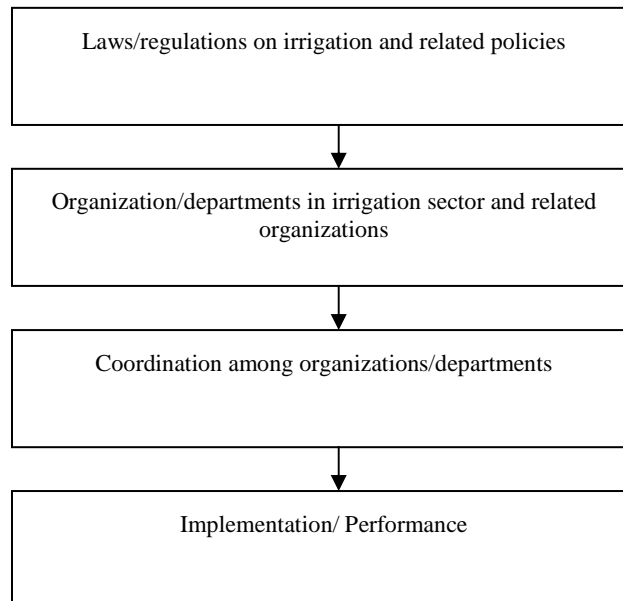 Laws/regulations on irrigation and related policies
Organization/departments in irrigation sector and related
organizations
Coordination among organizations/departments
Implementation/ Performance